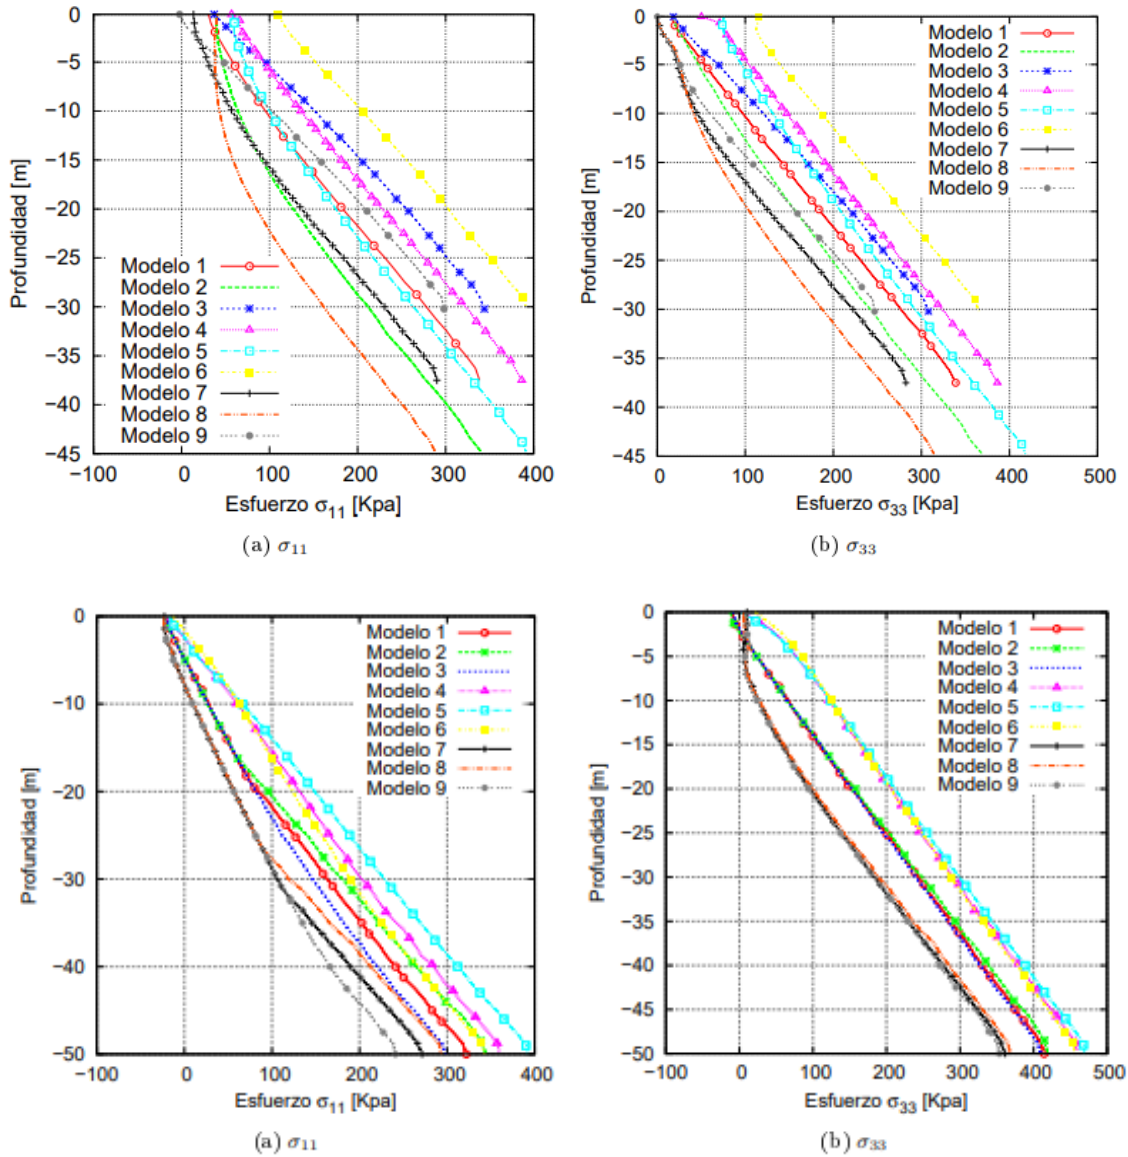 0
−5
−10
−15
−20
−25
−30
−35
−40
−45
−100
0
100
200
300
400
Profundidad [m]
Esfuerzo σ11 [Kpa]
Modelo 1
Modelo 2
Modelo 3
Modelo 4
Modelo 5
Modelo 6
Modelo 7
Modelo 8
Modelo 9
(a) σ11
0
−5
−10
−15
−20
−25
−30
−35
−40
−45
0
100
200
300
400
500
Profundidad [m]
Esfuerzo σ33 [Kpa]
Modelo 1
Modelo 2
Modelo 3
Modelo 4
Modelo 5
Modelo 6
Modelo 7
Modelo 8
Modelo 9
(b) σ33
0
−10
−20
−30
−40
−50
−100
0
100
200
300
400
Profundidad [m]
Esfuerzo σ11 [Kpa]
Modelo 1
Modelo 2
Modelo 3
Modelo 4
Modelo 5
Modelo 6
Modelo 7
Modelo 8
Modelo 9
(a) σ11
0
−5
−10
−15
−20
−25
−30
−35
−40
−45
−50
−100
0
100
200
300
400
500
Profundidad [m]
Esfuerzo σ33 [Kpa]
Modelo 1
Modelo 2
Modelo 3
Modelo 4
Modelo 5
Modelo 6
Modelo 7
Modelo 8
Modelo 9
(b) σ33